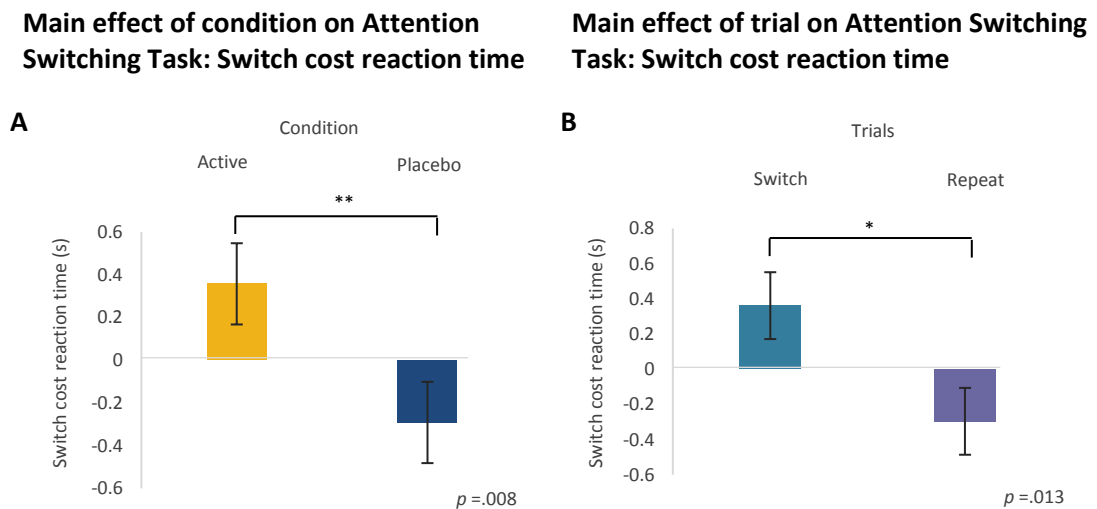 Main effect of condition on Attention
Switching Task: Switch cost reaction time
A
Condition
Active
Placebo
**
Switch cost reaction time (s)
0.6
0.4
0.2
0
-0.2
-0.4
-0.6
p =.008
Main effect of trial on Attention Switching
Task: Switch cost reaction time
B
Trials
Switch
Repeat
*
Switch cost reaction time (s)
0.8
0.6
0.4
0.2
0
-0.2
-0.4
-0.6
p =.013